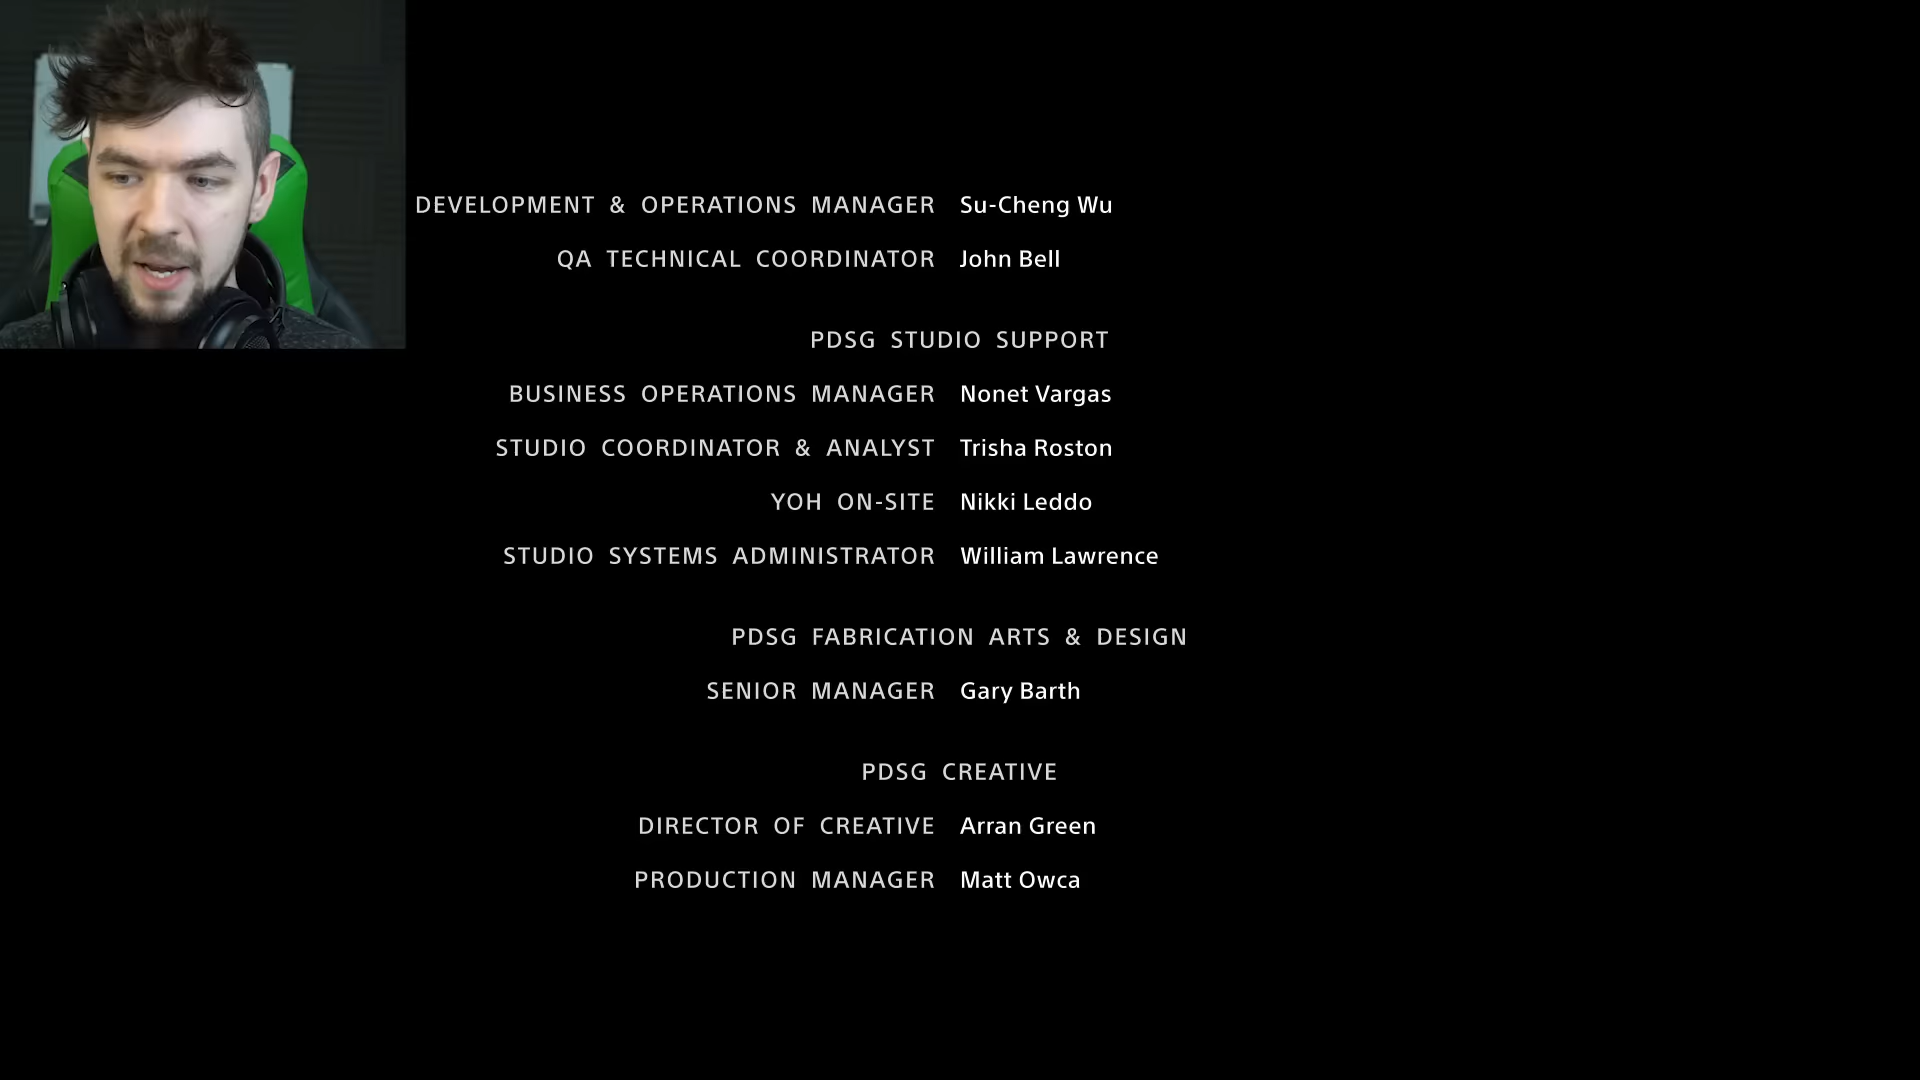 DEVELOPMENT & OPERATIONS MANAGER Su-Cheng Wu
QA TECHNICAL COORDINATOR John Bell
PDSG STUDIO SUPPORT
BUSINESS OPERATIONS MANAGER Nonet Vargas
STUDIO COORDINATOR & ANALYST Trisha Roston
YOH ON-SITE Nikki Leddo
STUDIO SYSTEMS ADMINISTRATOR William Lawrence
PDSG FABRICATION ARTS & DESIGN
SENIOR MANAGER Gary Barth
PDSG CREATIVE
DIRECTOR OF CREATIVE Arran Green
PRODUCTION MANAGER Matt Owca